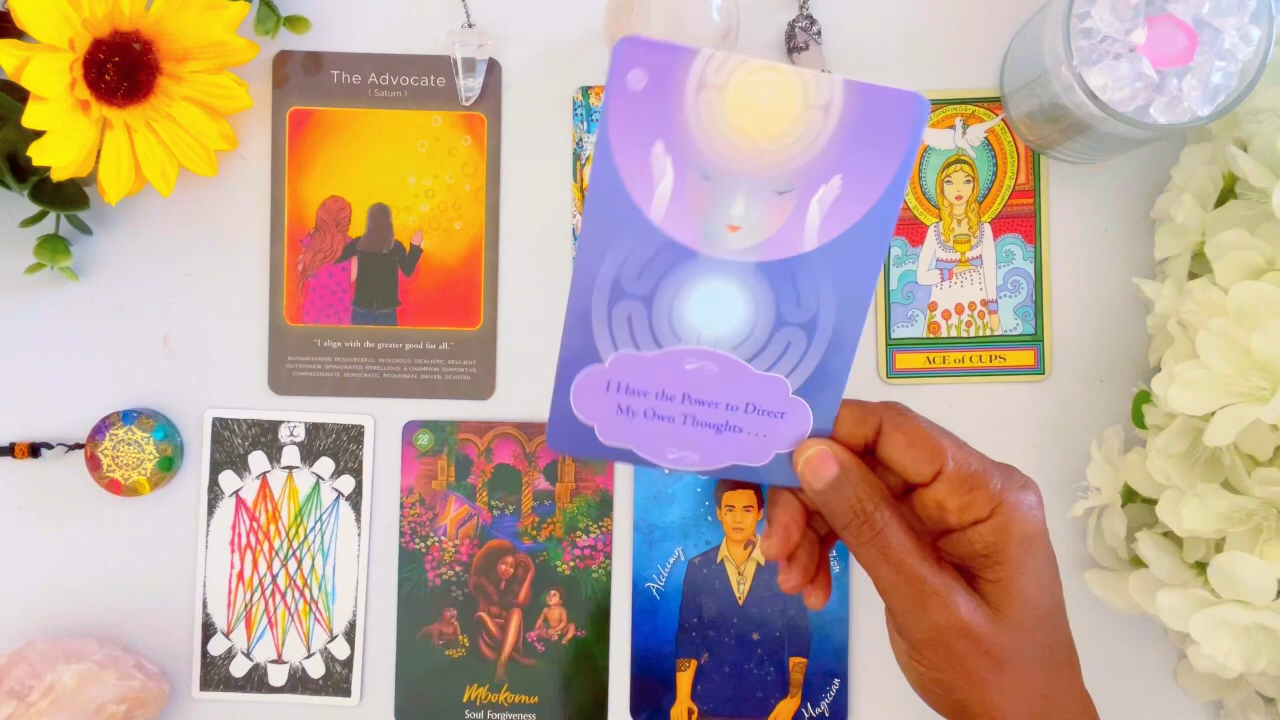 The Advocate
( Saturn )
"I align with the greater good for all."
HUMANITARIAN RESOURCEFUL INTEGROUS IDEALISTIC RESILIENT
OUTSPOKEN OPINIONATED REBELLIOUS A CHAMPION SUPPORTIVE
COMPASSIONATE DEMOCRATIC PASSIONATE DRIVEN DEVOTED
I Have the Power to Direct
My Own Thoughts...
ACE of CUPS
X
28
Mbokomu
Soul Forgiveness
Alchemy
Magician